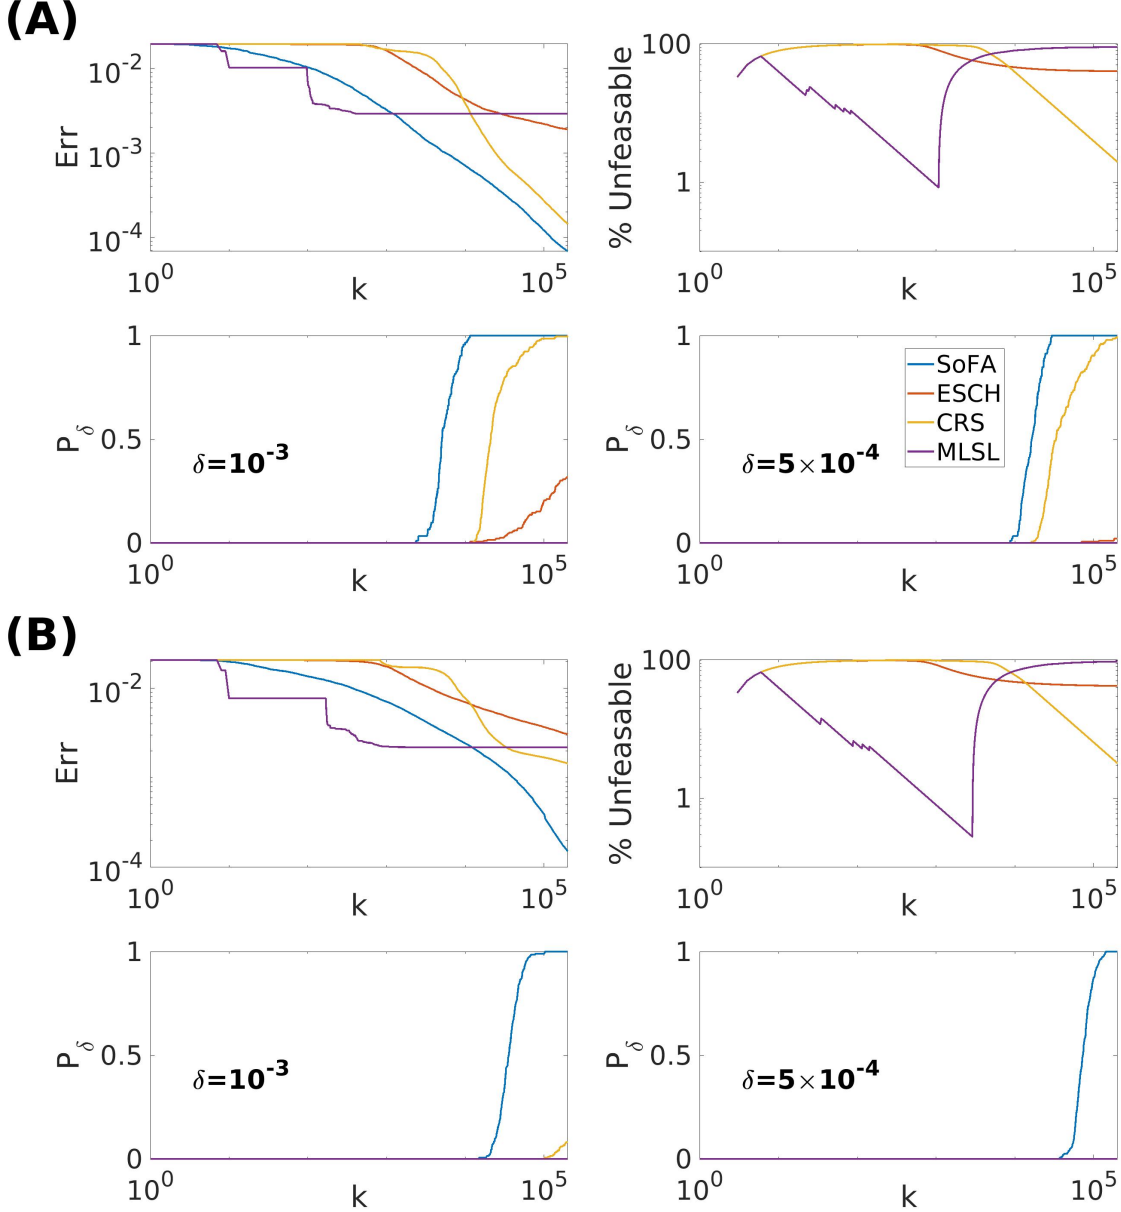 (A)
10^-2
10^-3
10^-4
Err
10^0
k
10^5
100
1
% Unfeasable
10^0
k
10^5
1
0.5
0
P_δ
δ=10^-3
10^0
k
10^5
1
0.5
0
P_δ
δ=5×10^-4
SoFA
ESCH
CRS
MLSL
10^0
k
10^5
(B)
10^-2
10^-4
Err
10^0
k
10^5
100
1
% Unfeasable
10^0
k
10^5
1
0.5
0
P_δ
δ=10^-3
10^0
k
10^5
1
0.5
0
P_δ
δ=5×10^-4
10^0
k
10^5